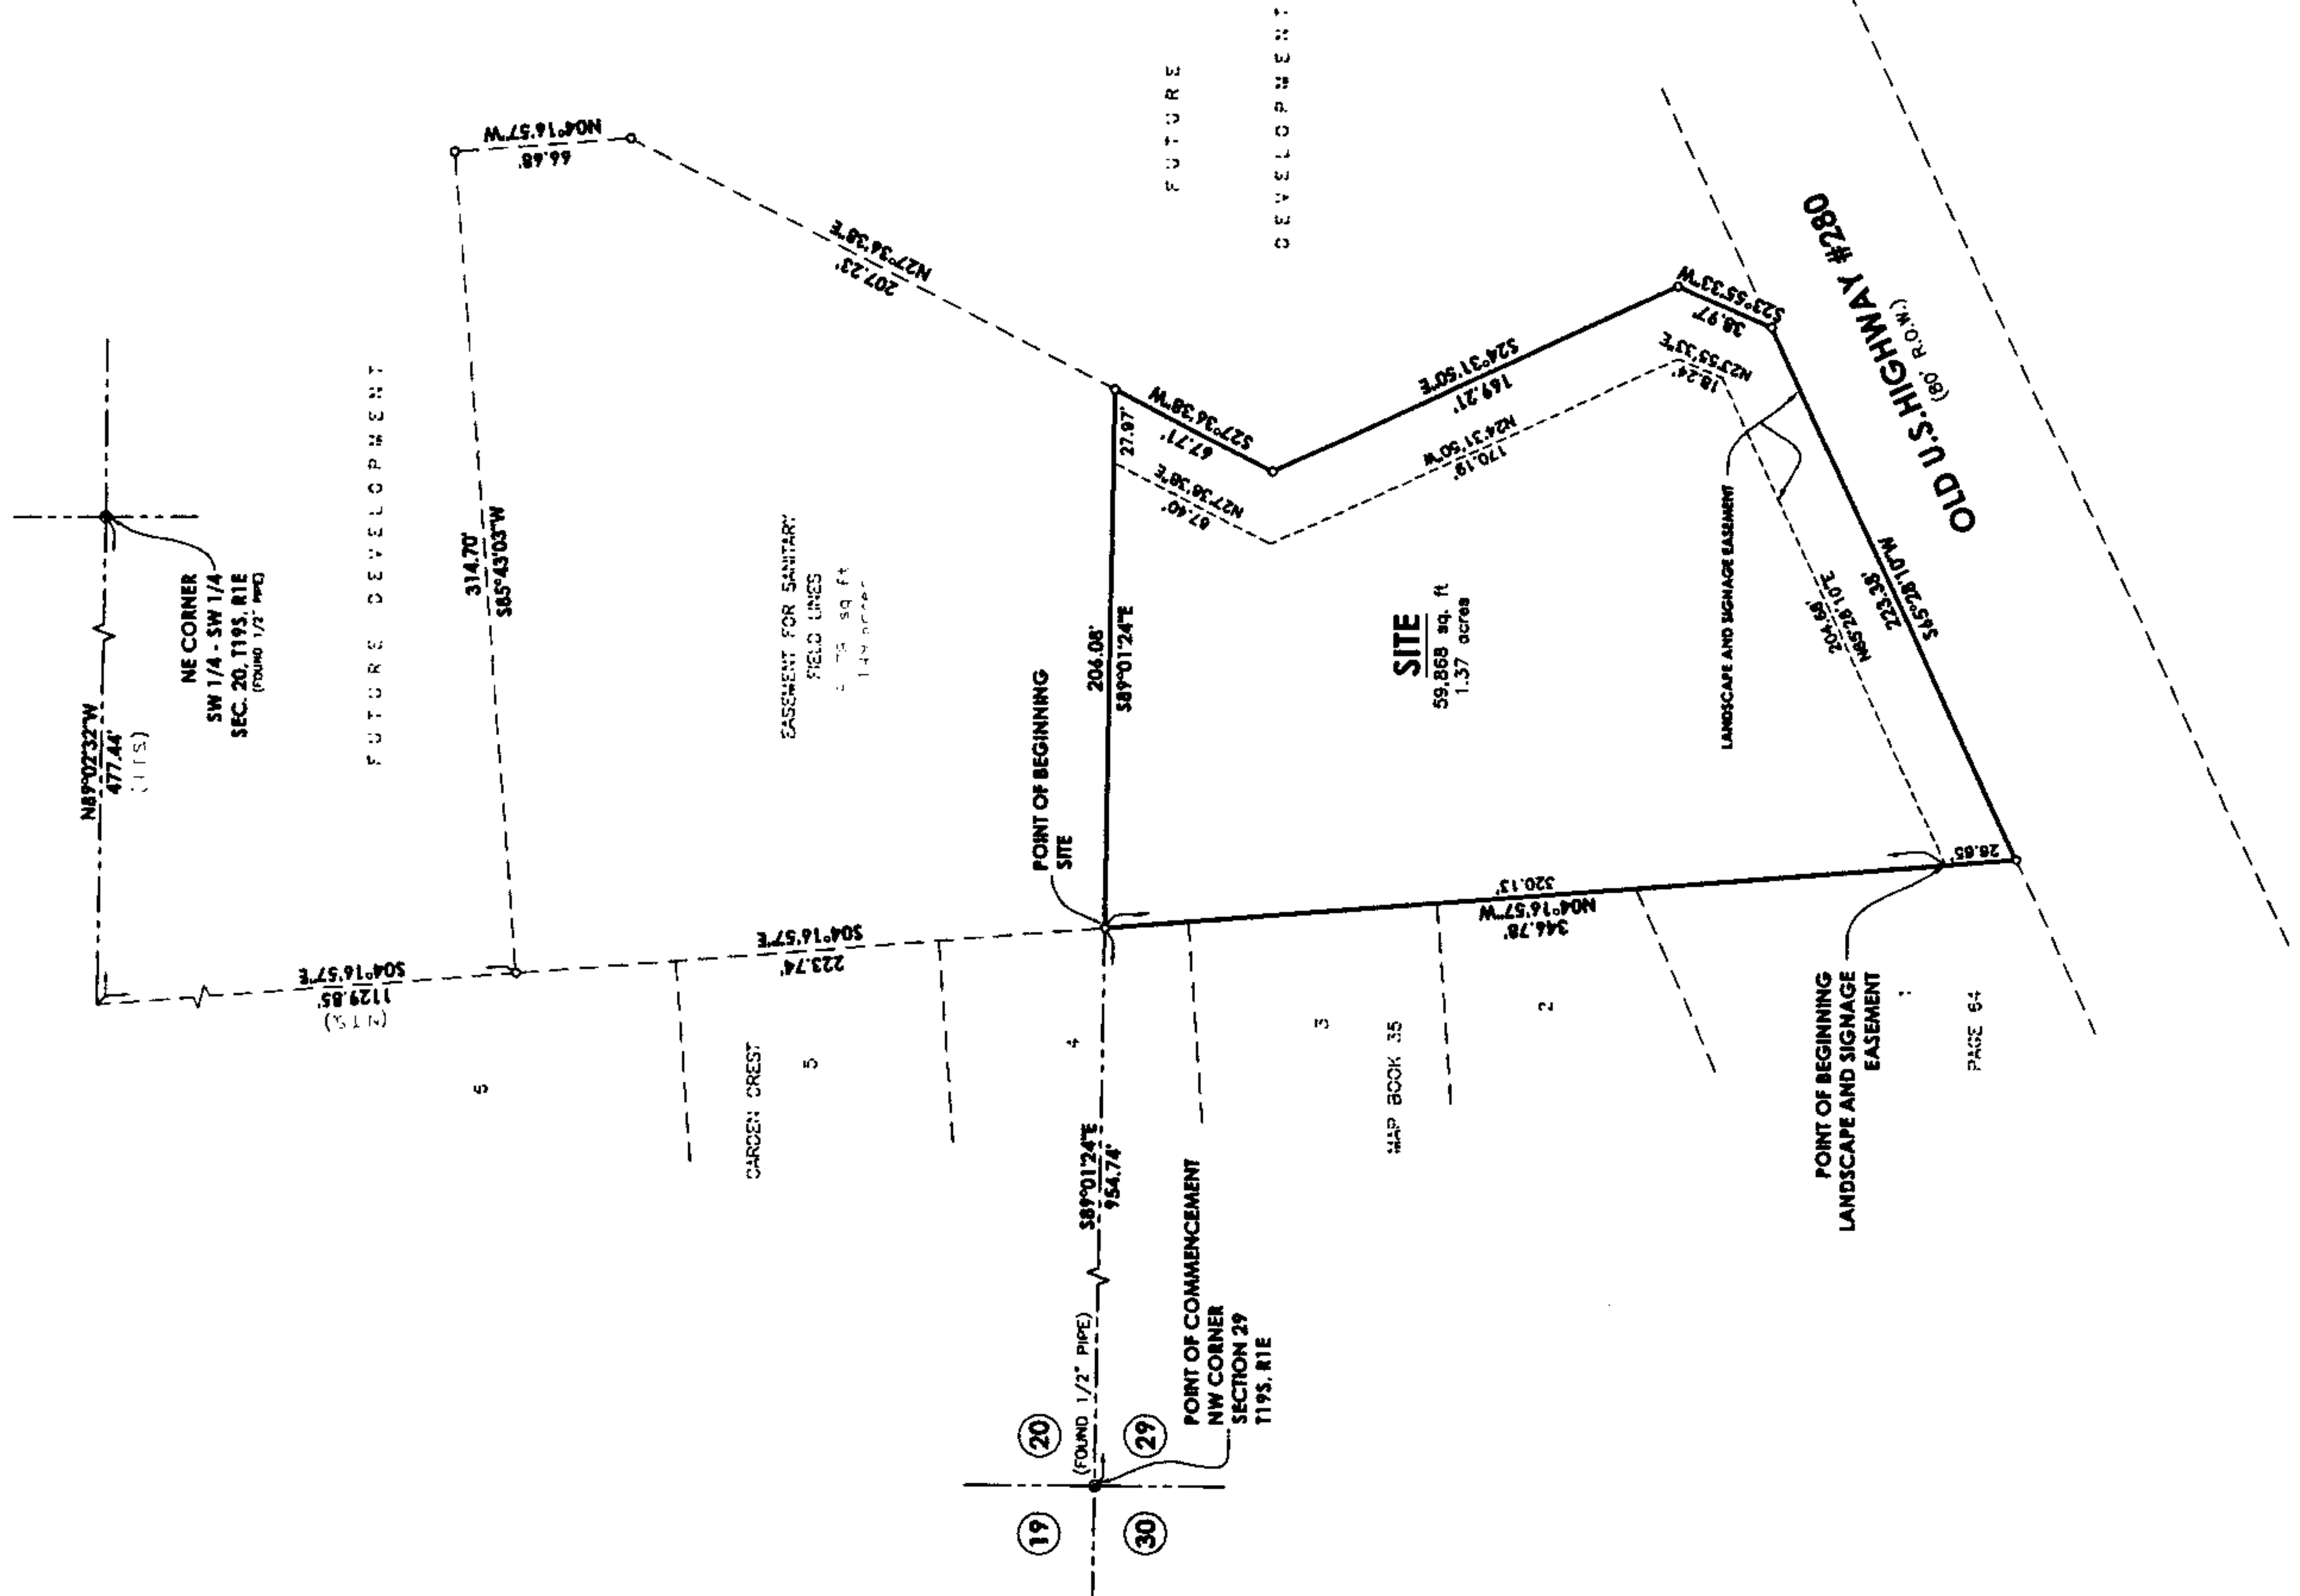 N89°02'32"W
477.44'
(NTS)
NE CORNER
SW 1/4 - SW 1/4
SEC. 20, T19S, R1E
(FOUND 1/2" PIPE)
FUTURE DEVELOPMENT
314.70'
S85°43'03"W
N04°16'57"W
66.68'
N27°36'38"E
207.23'
S04°16'57"E
1129.85'
(NTS)
EASEMENT FOR SANITARY
FIELD LINES
sq ft
S04°16'57"E
223.74'
6
5
4
3
2
1
CARDEN CREST
MAP BOOK 35
PAGE 64
POINT OF BEGINNING
SITE
206.08'
S89°01'24"E
27.97'
S27°36'38"W
67.71'
N27°36'38"E
67.40'
S24°31'50"E
169.21'
N24°31'50"W
170.19'
S23°55'33"W
38.97'
N23°55'33"E
18.24'
FUTURE
DEVELOPMENT
SITE
59,868 sq. ft
1.37 acres
LANDSCAPE AND SIGNAGE EASEMENT
204.68'
N65°28'10"E
223.38'
S65°28'10"W
OLD U.S.HIGHWAY #280
(80' R.O.W.)
320.13'
N04°16'57"W
346.78'
26.65'
POINT OF BEGINNING
LANDSCAPE AND SIGNAGE
EASEMENT
S89°01'24"E
954.74'
(FOUND 1/2" PIPE)
POINT OF COMMENCEMENT
NW CORNER
SECTION 29
T19S, R1E
19
20
29
30